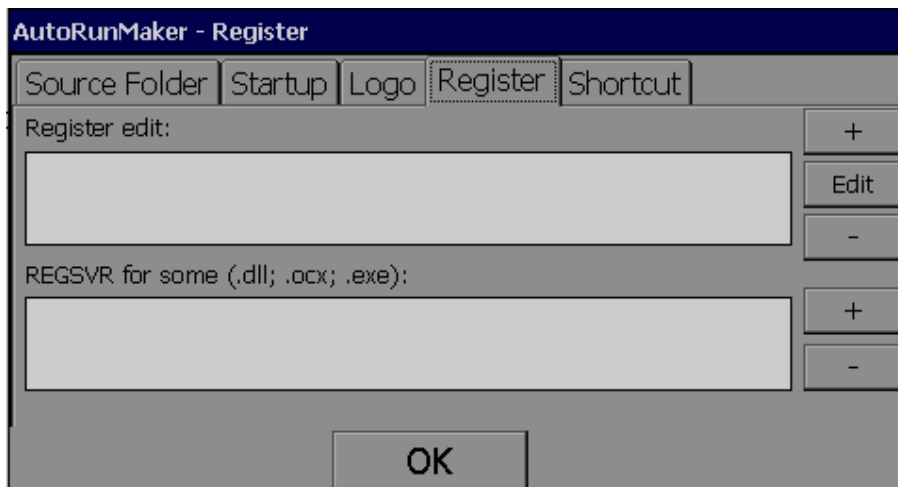 AutoRunMaker - Register
Source Folder Startup Logo Register Shortcut
Register edit:
+
Edit
-
REGSVR for some (.dll; .ocx; .exe):
+
-
OK